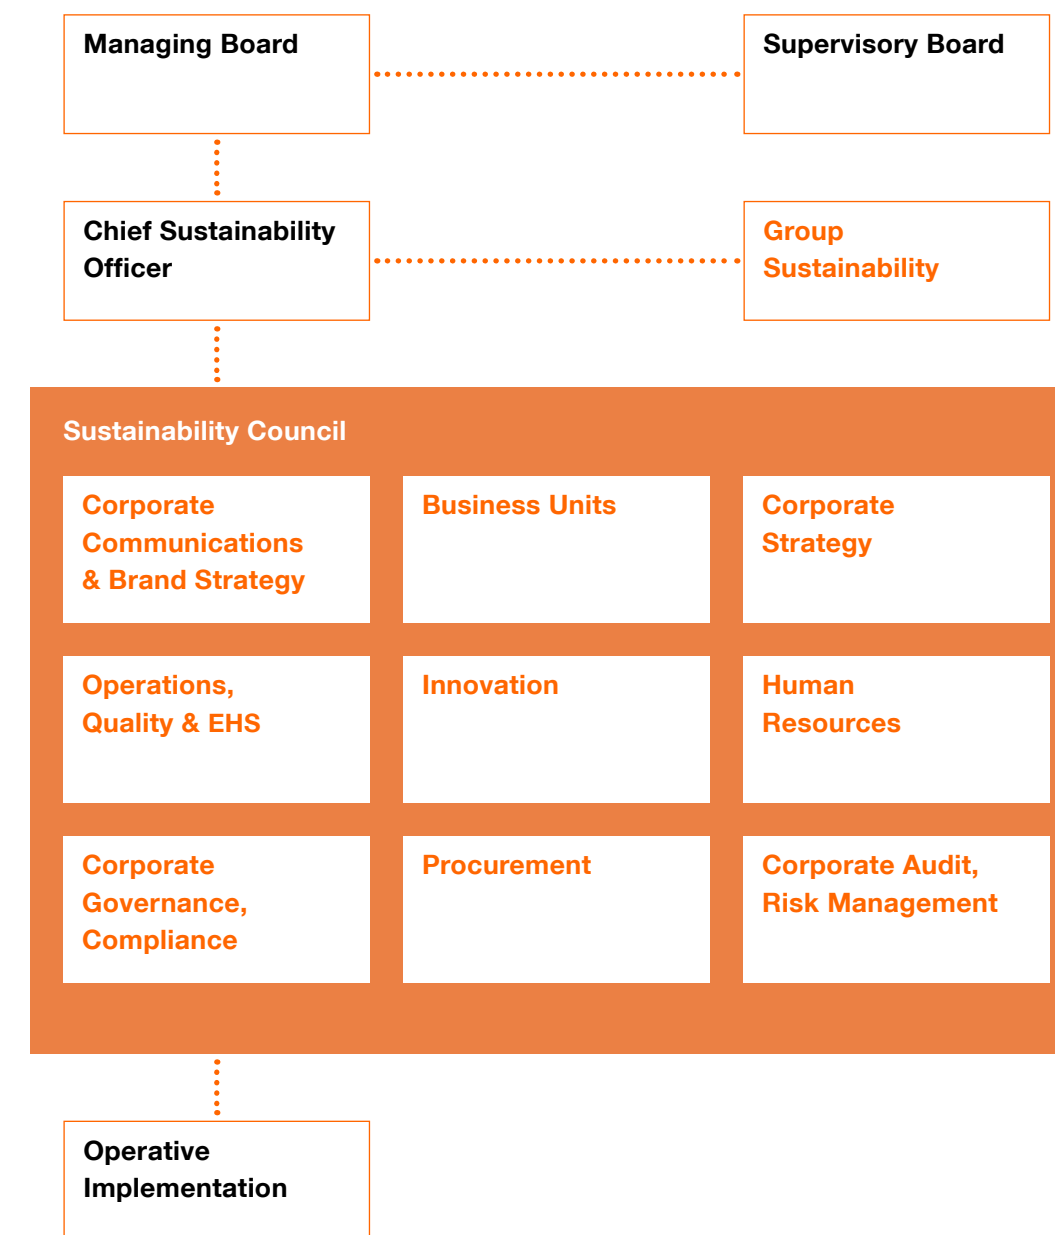 Managing Board
Supervisory Board
Chief Sustainability
Officer
Group
Sustainability
Sustainability Council
Corporate
Communications
& Brand Strategy
Business Units
Corporate
Strategy
Operations,
Quality & EHS
Innovation
Human
Resources
Corporate
Governance,
Compliance
Procurement
Corporate Audit,
Risk Management
Operative
Implementation